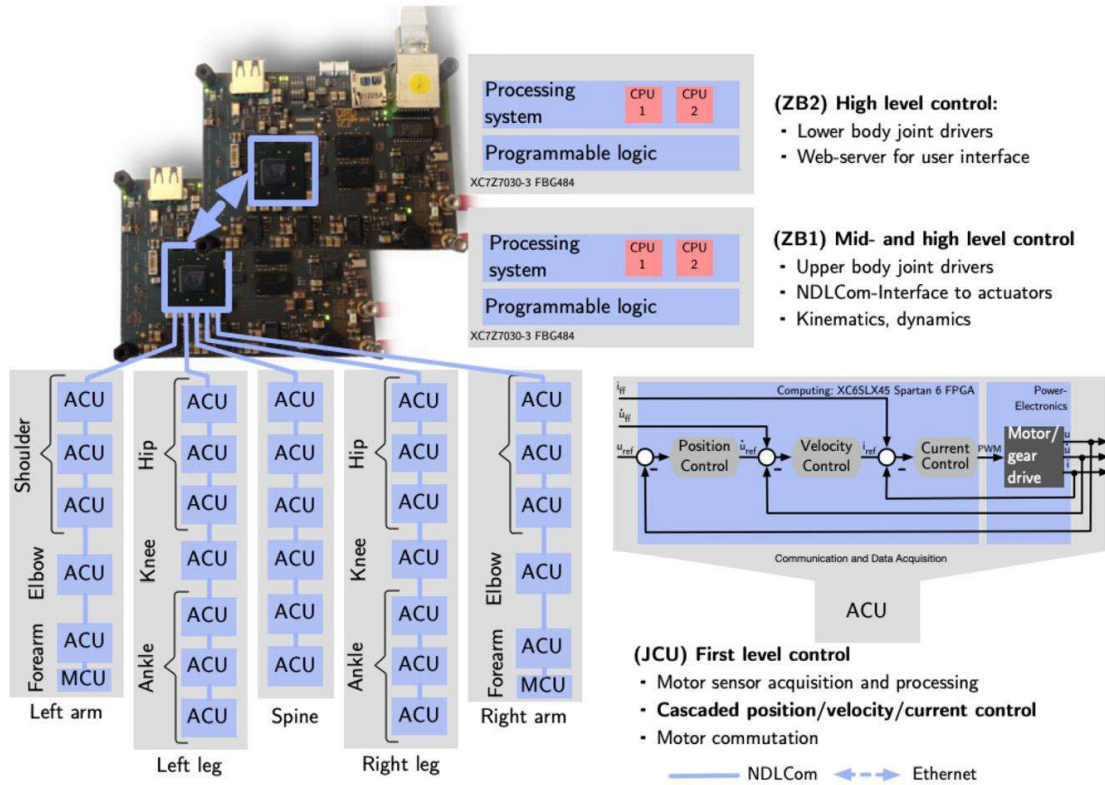 Processing
system
CPU
1
CPU
2
Programmable logic
XC7Z7030-3 FBG484
(ZB2) High level control:
- Lower body joint drivers
- Web-server for user interface
Processing
system
CPU
1
CPU
2
Programmable logic
XC7Z7030-3 FBG484
(ZB1) Mid- and high level control
- Upper body joint drivers
- NDLCom-Interface to actuators
- Kinematics, dynamics
Shoulder
ACU
ACU
ACU
Elbow
ACU
Forearm
ACU
MCU
Left arm
Hip
ACU
ACU
ACU
Knee
ACU
Ankle
ACU
ACU
ACU
Left leg
ACU
ACU
ACU
ACU
ACU
ACU
Spine
Hip
ACU
ACU
ACU
Knee
ACU
Ankle
ACU
ACU
ACU
Right leg
Shoulder
ACU
ACU
ACU
Elbow
ACU
Forearm
ACU
MCU
Right arm
Computing: XC6SLX45 Spartan 6 FPGA
Power-
Electronics
i_ff
u̇_ff
u_ref
Position
Control
u̇_ref
Velocity
Control
i_ref
Current
Control
PWM
Motor/
gear
drive
u
u̇
i
Communication and Data Acquisition
ACU
(JCU) First level control
- Motor sensor acquisition and processing
- Cascaded position/velocity/current control
- Motor commutation
NDLCom
Ethernet